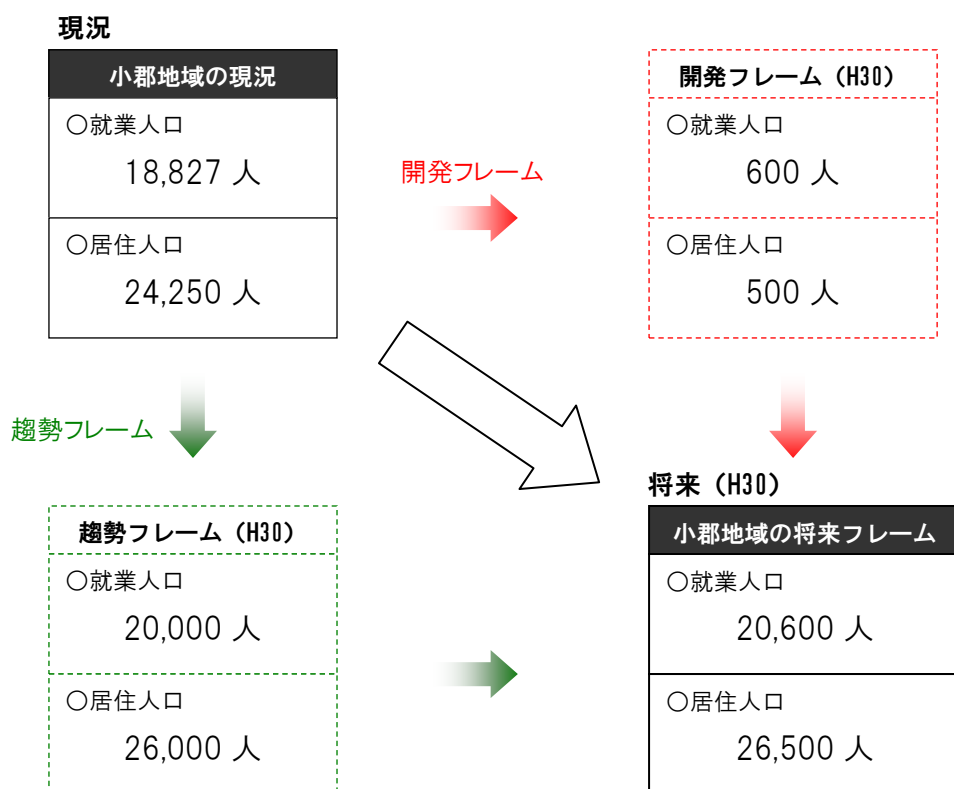 現況
小郡地域の現況
○就業人口
18,827 人
○居住人口
24,250 人
開発フレーム
開発フレーム（H30）
○就業人口
600 人
○居住人口
500 人
趨勢フレーム
趨勢フレーム（H30）
○就業人口
20,000 人
○居住人口
26,000 人
将来（H30）
小郡地域の将来フレーム
○就業人口
20,600 人
○居住人口
26,500 人